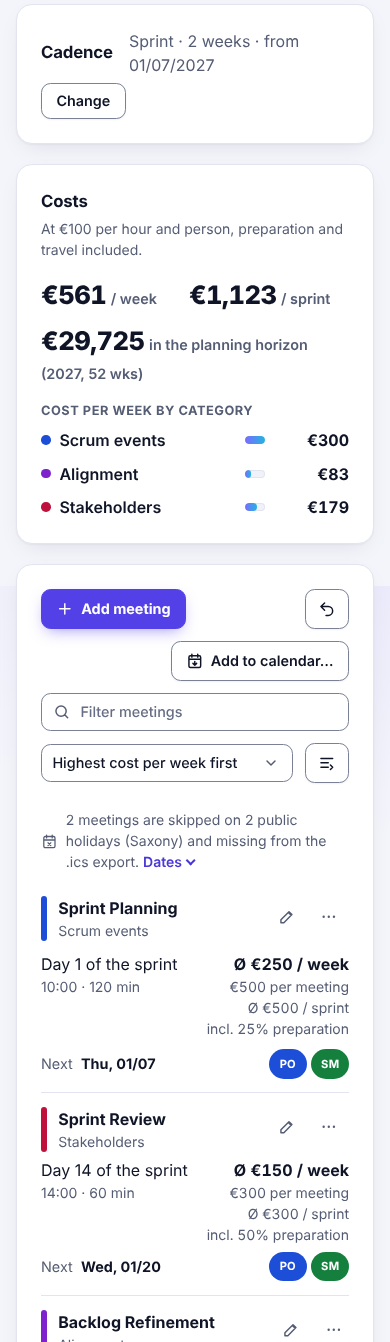 Cadence
Sprint · 2 weeks · from
01/07/2027
Change
Costs
At €100 per hour and person, preparation and
travel included.
€561 / week €1,123 / sprint
€29,725 in the planning horizon
(2027, 52 wks)
COST PER WEEK BY CATEGORY
Scrum events €300
Alignment €83
Stakeholders €179
Add meeting
Add to calendar...
Filter meetings
Highest cost per week first
2 meetings are skipped on 2 public
holidays (Saxony) and missing from the
.ics export. Dates
Sprint Planning
Scrum events
Day 1 of the sprint Ø €250 / week
10:00 · 120 min €500 per meeting
Ø €500 / sprint
incl. 25% preparation
Next Thu, 01/07 PO SM
Sprint Review
Stakeholders
Day 14 of the sprint Ø €150 / week
14:00 · 60 min €300 per meeting
Ø €300 / sprint
incl. 50% preparation
Next Wed, 01/20 PO SM
Backlog Refinement